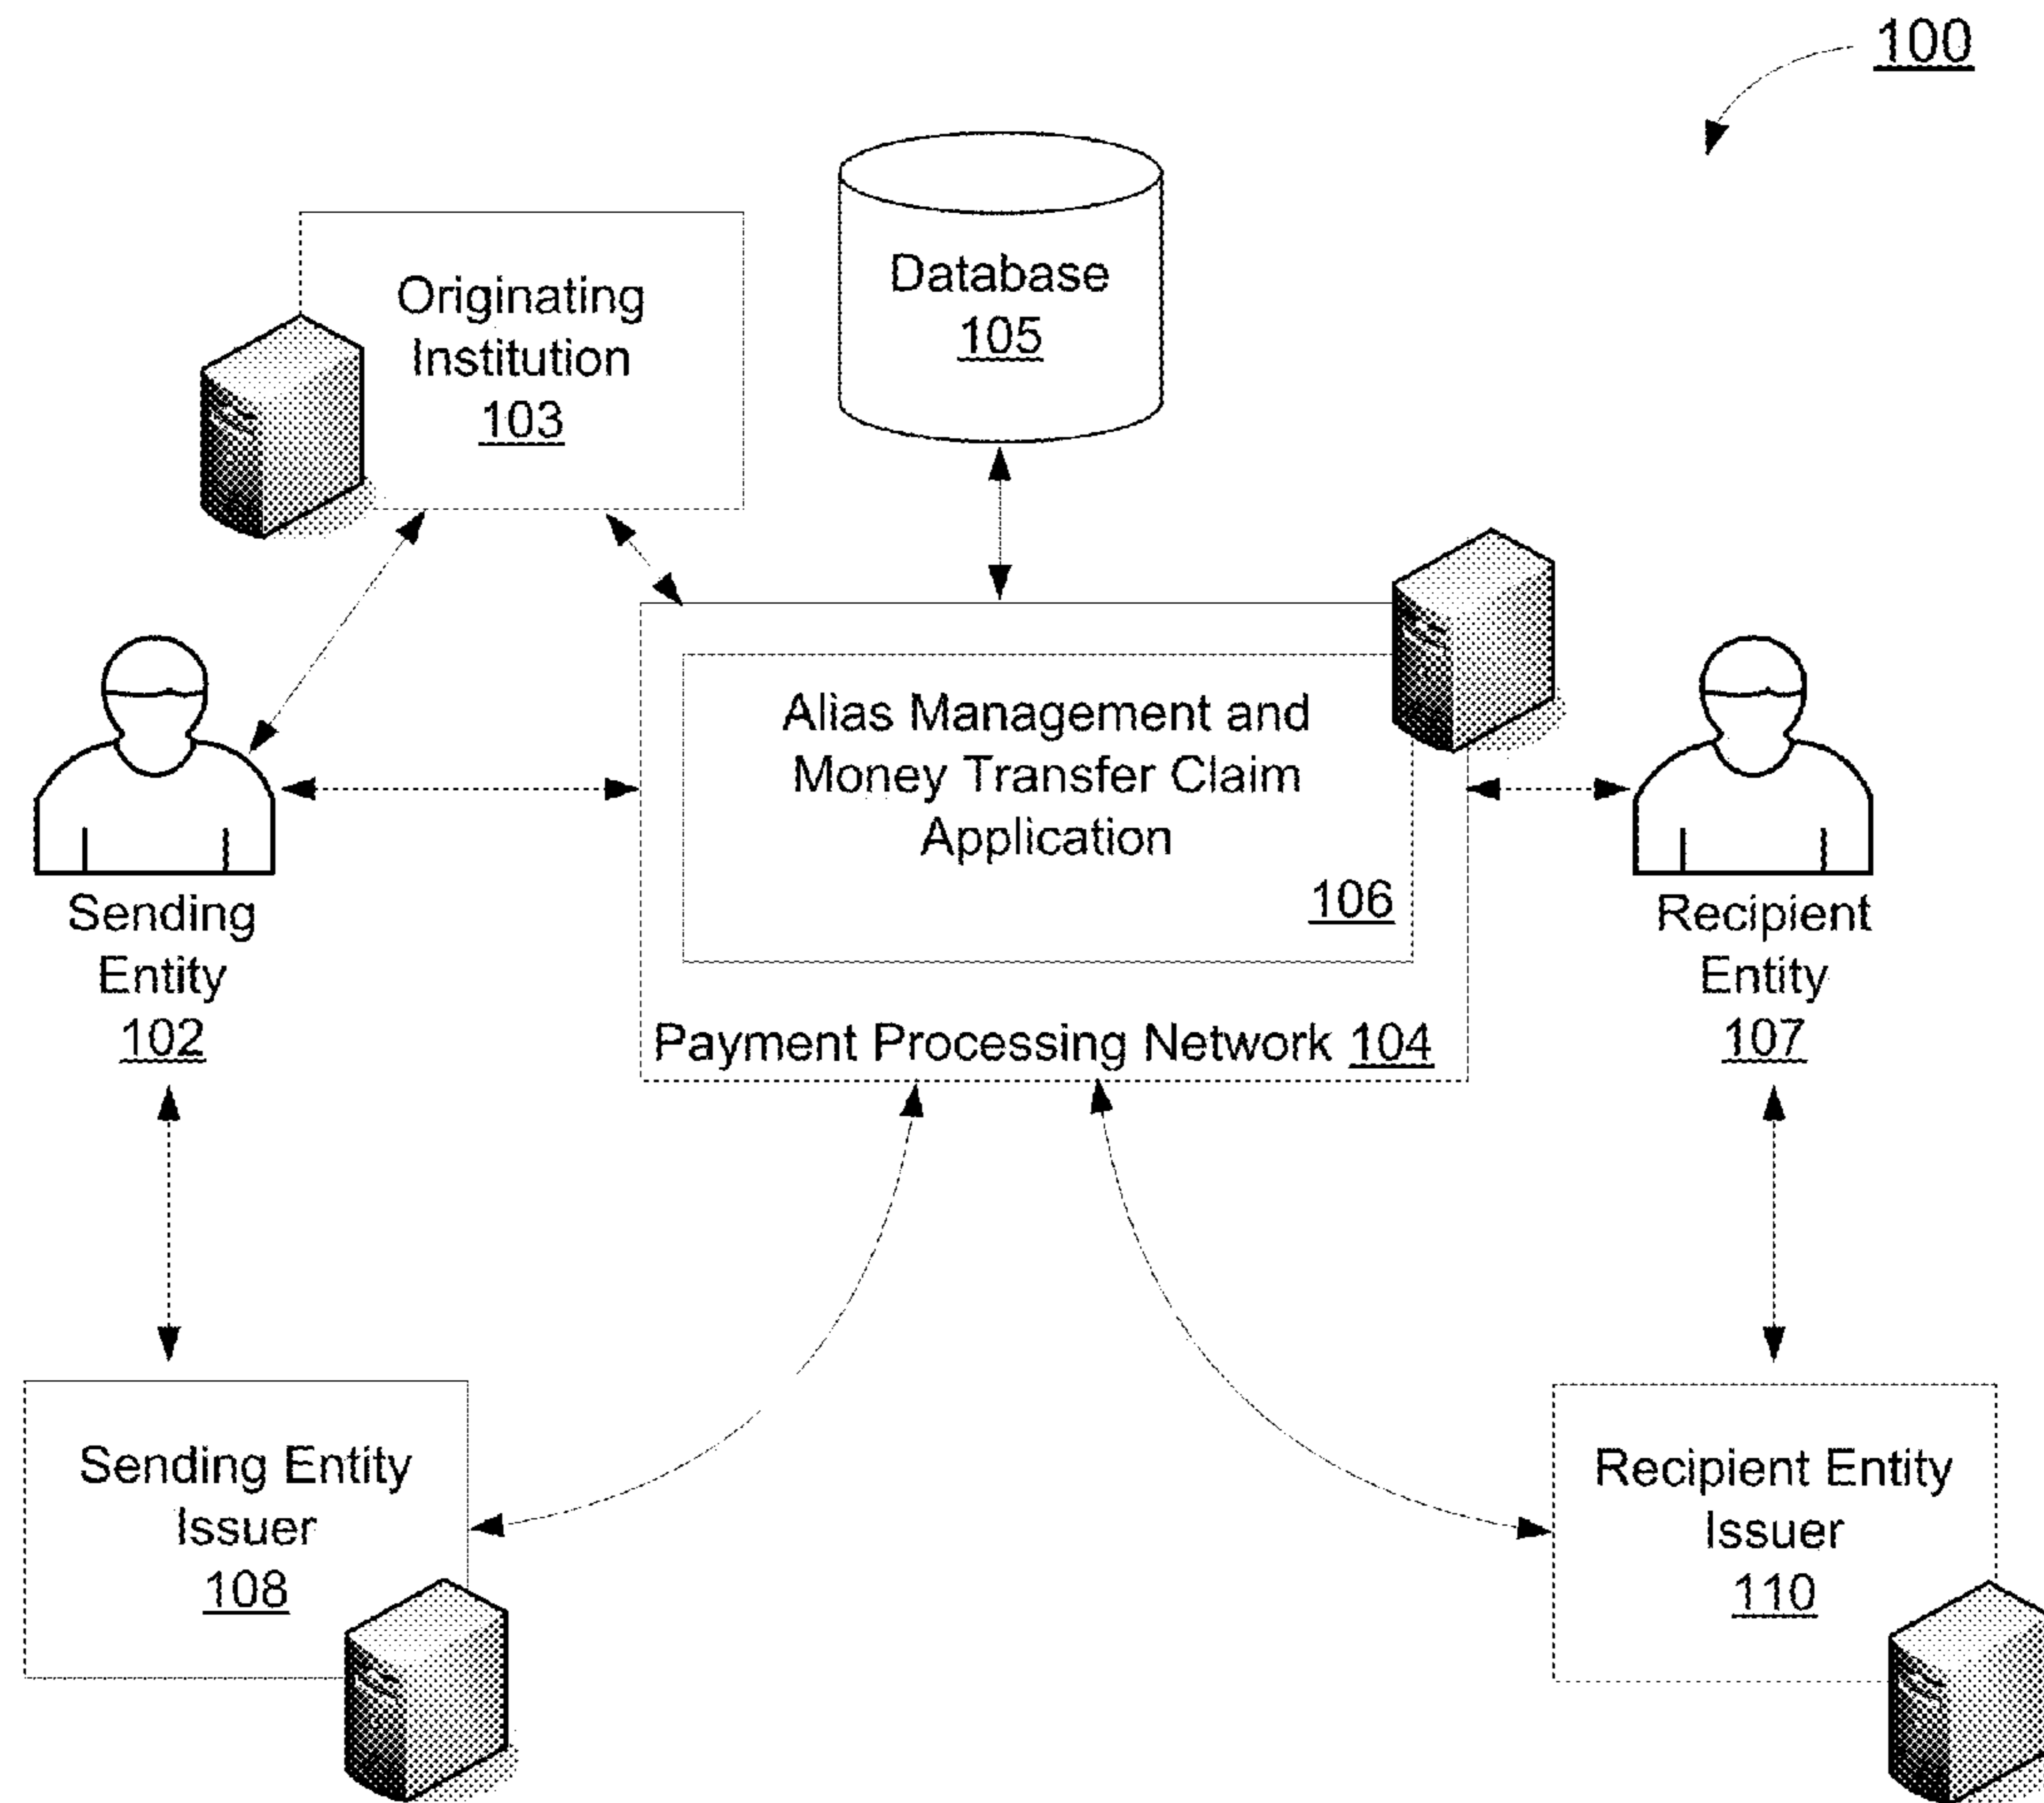 100
Originating
Institution
103
Database
105
Alias Management and
Money Transfer Claim
Application
106
Payment Processing Network 104
Sending
Entity
102
Recipient
Entity
107
Sending Entity
Issuer
108
Recipient Entity
Issuer
110